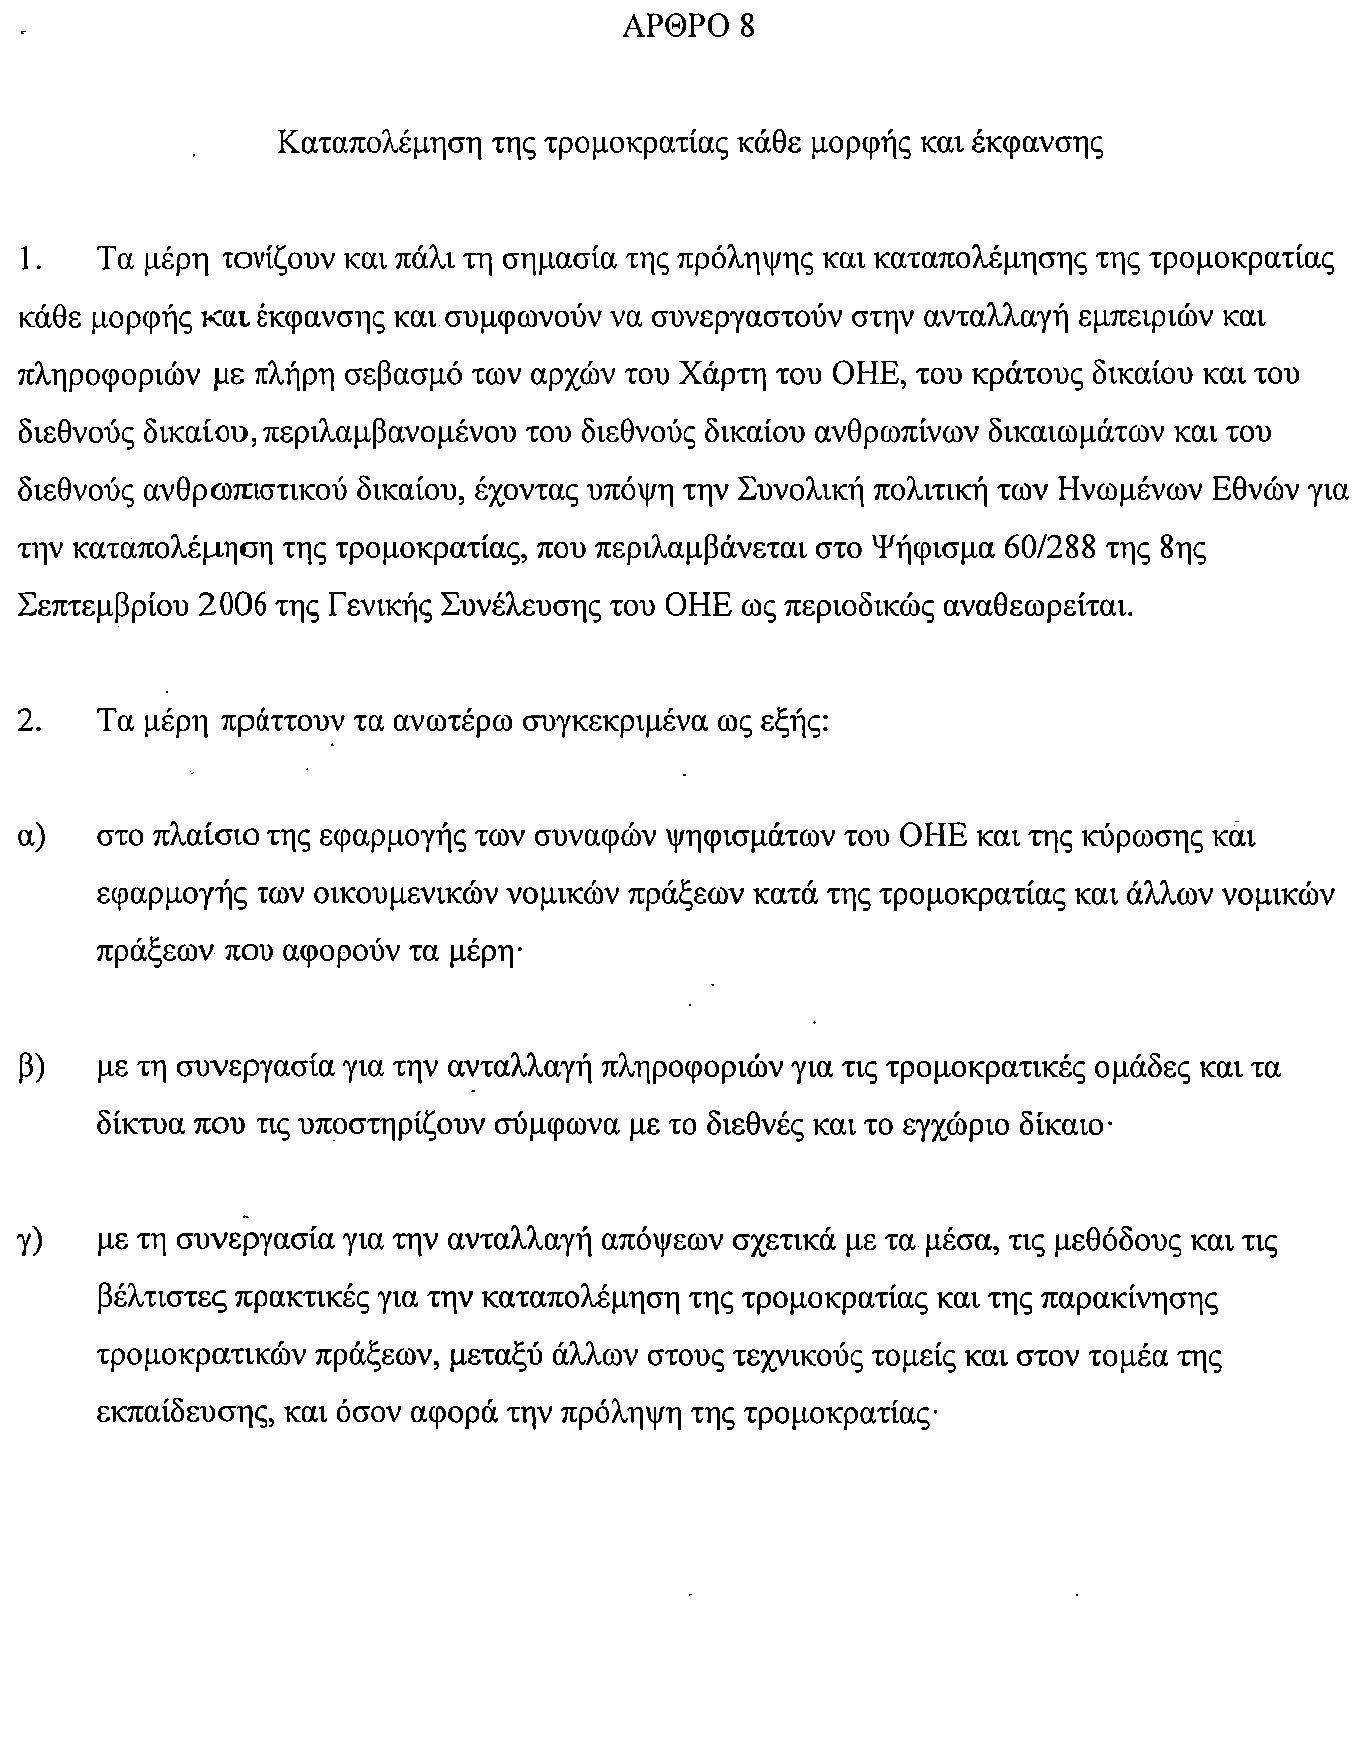 ΑΡΘΡΟ 8
Καταπολέμηση της τρομοκρατίας κάθε μορφής και έκφανσης
1. Τα μέρη τονίζουν και πάλι τη σημασία της πρόληψης και καταπολέμησης της τρομοκρατίας
κάθε μορφής και έκφανσης και συμφωνούν να συνεργαστούν στην ανταλλαγή εμπειριών και
πληροφοριών με πλήρη σεβασμό των αρχών του Χάρτη του ΟΗΕ, του κράτους δικαίου και του
διεθνούς δικαίου, περιλαμβανομένου του διεθνούς δικαίου ανθρωπίνων δικαιωμάτων και του
διεθνούς ανθρωπιστικού δικαίου, έχοντας υπόψη την Συνολική πολιτική των Ηνωμένων Εθνών για
την καταπολέμηση της τρομοκρατίας, που περιλαμβάνεται στο Ψήφισμα 60/288 της 8ης
Σεπτεμβρίου 2006 της Γενικής Συνέλευσης του ΟΗΕ ως περιοδικώς αναθεωρείται.
2. Τα μέρη πράττουν τα ανωτέρω συγκεκριμένα ως εξής:
α) στο πλαίσιο της εφαρμογής των συναφών ψηφισμάτων του ΟΗΕ και της κύρωσης και
εφαρμογής των οικουμενικών νομικών πράξεων κατά της τρομοκρατίας και άλλων νομικών
πράξεων που αφορούν τα μέρη·
β) με τη συνεργασία για την ανταλλαγή πληροφοριών για τις τρομοκρατικές ομάδες και τα
δίκτυα που τις υποστηρίζουν σύμφωνα με το διεθνές και το εγχώριο δίκαιο·
γ) με τη συνεργασία για την ανταλλαγή απόψεων σχετικά με τα μέσα, τις μεθόδους και τις
βέλτιστες πρακτικές για την καταπολέμηση της τρομοκρατίας και της παρακίνησης
τρομοκρατικών πράξεων, μεταξύ άλλων στους τεχνικούς τομείς και στον τομέα της
εκπαίδευσης, και όσον αφορά την πρόληψη της τρομοκρατίας·